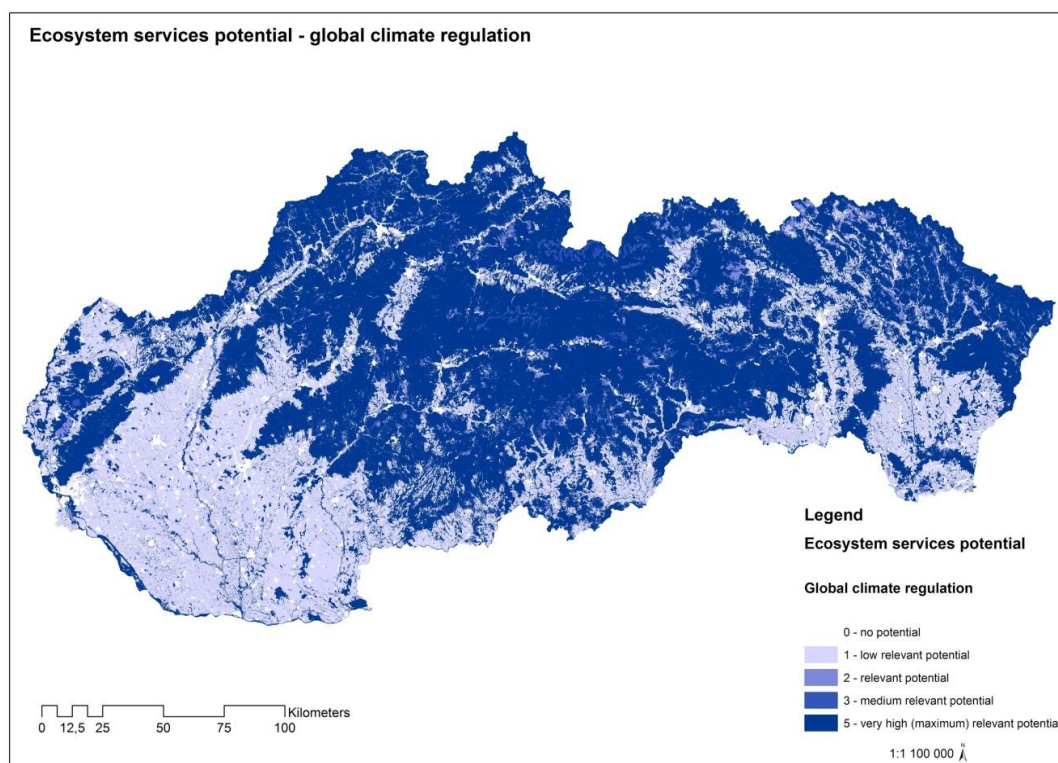 Ecosystem services potential - global climate regulation
Legend
Ecosystem services potential
Global climate regulation
0 - no potential
1 - low relevant potential
2 - relevant potential
3 - medium relevant potential
5 - very high (maximum) relevant potential
Kilometers
0 12,5 25 50 75 100
1:1 100 000
N